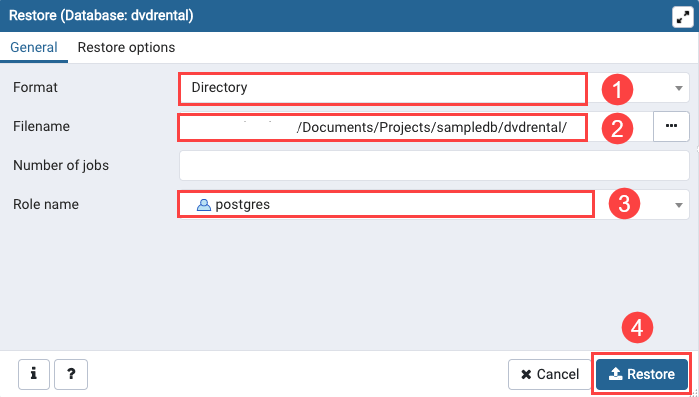 Restore (Database: dvdrental)
General Restore options
Format Directory 1
Filename /Documents/Projects/sampledb/dvdrental/ 2
Number of jobs
Role name postgres 3
4
i ? Cancel Restore